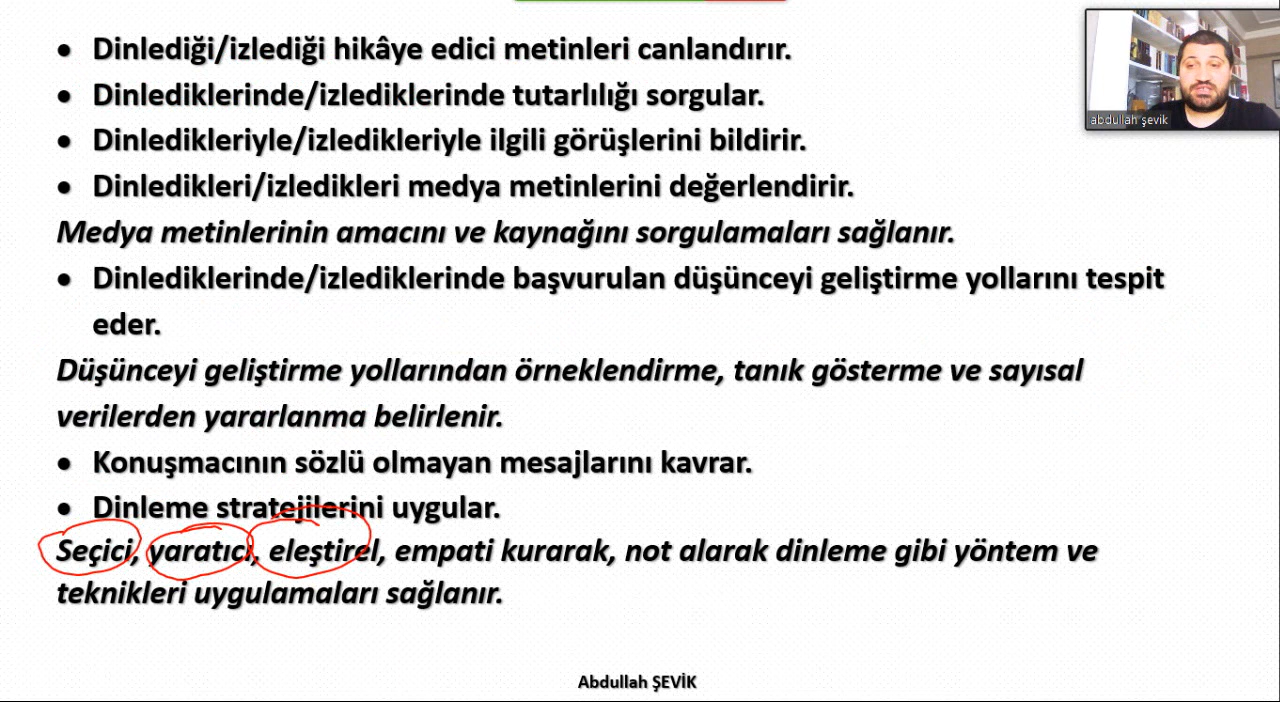 • Dinlediği/izlediği hikâye edici metinleri canlandırır.
• Dinlediklerinde/izlediklerinde tutarlılığı sorgular.
• Dinledikleriyle/izledikleriyle ilgili görüşlerini bildirir.
• Dinledikleri/izledikleri medya metinlerini değerlendirir.
Medya metinlerinin amacını ve kaynağını sorgulamaları sağlanır.
• Dinlediklerinde/izlediklerinde başvurulan düşünceyi geliştirme yollarını tespit
eder.
Düşünceyi geliştirme yollarından örneklendirme, tanık gösterme ve sayısal
verilerden yararlanma belirlenir.
• Konuşmacının sözlü olmayan mesajlarını kavrar.
• Dinleme stratejilerini uygular.
Seçici, yaratıcı, eleştirel, empati kurarak, not alarak dinleme gibi yöntem ve
teknikleri uygulamaları sağlanır.
Abdullah ŞEVİK
abdullah şevik